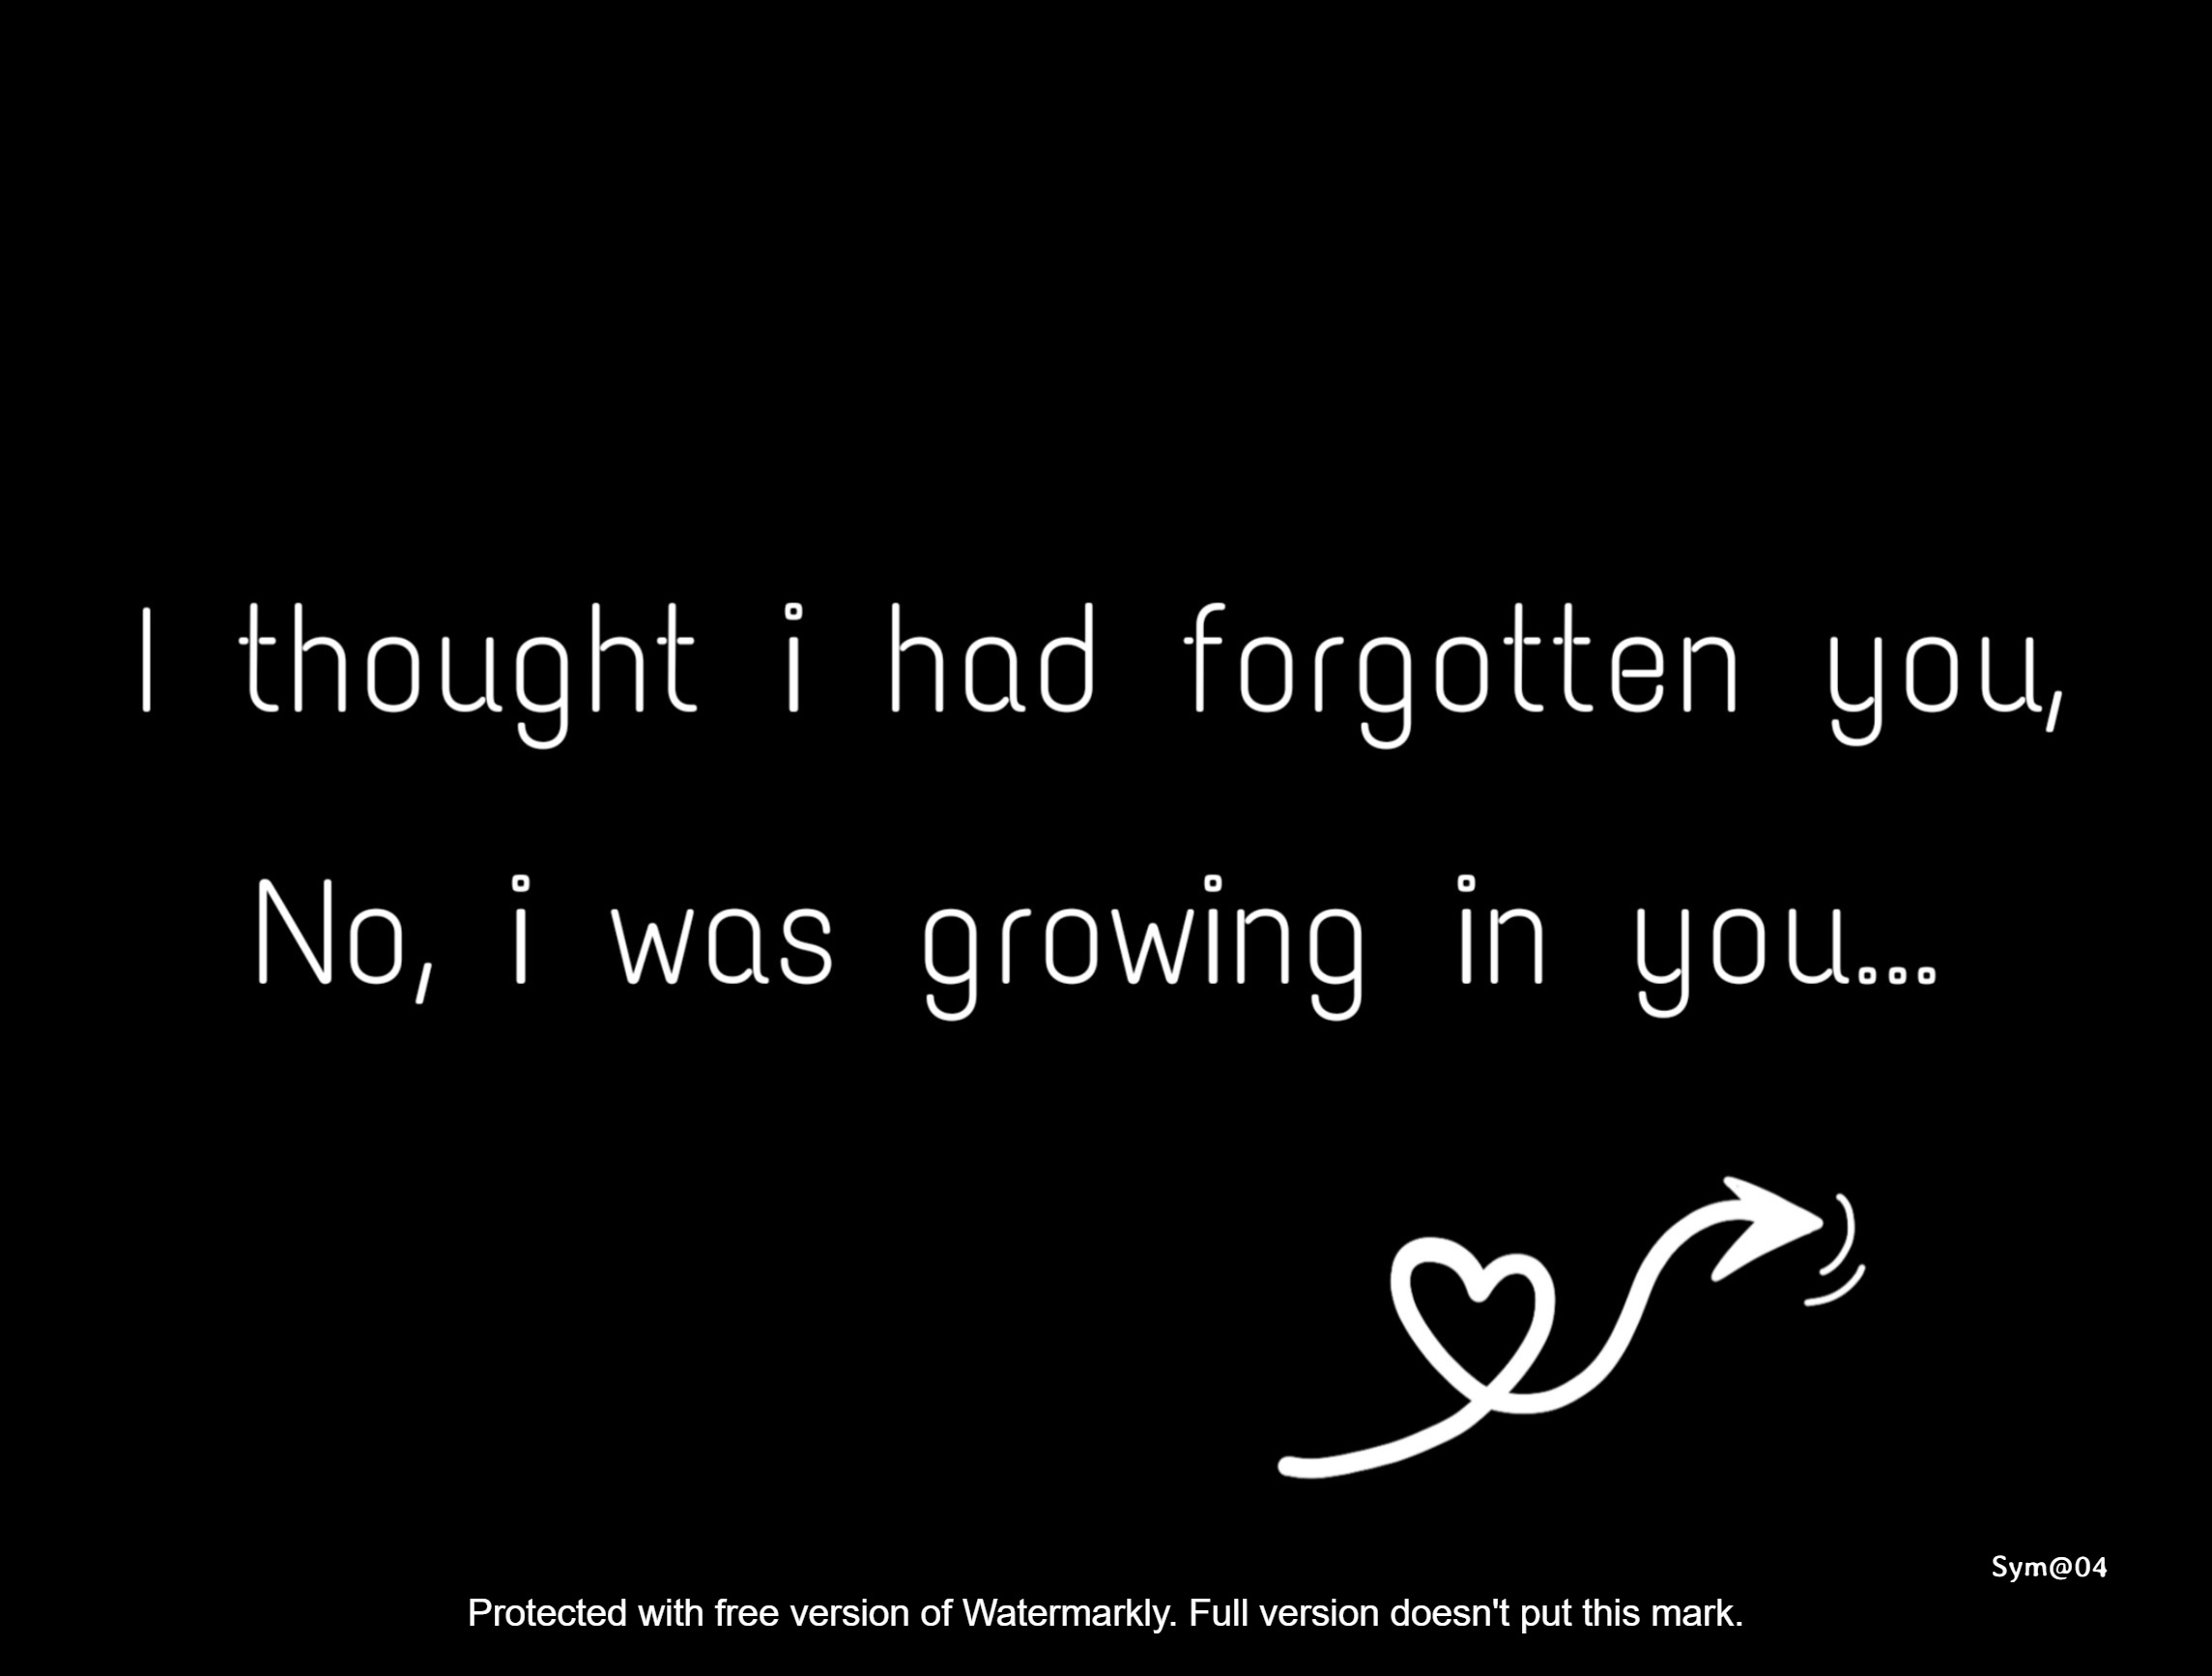 I thought i had forgotten you,
No, i was growing in you...
Sym@04
Protected with free version of Watermarkly. Full version doesn't put this mark.